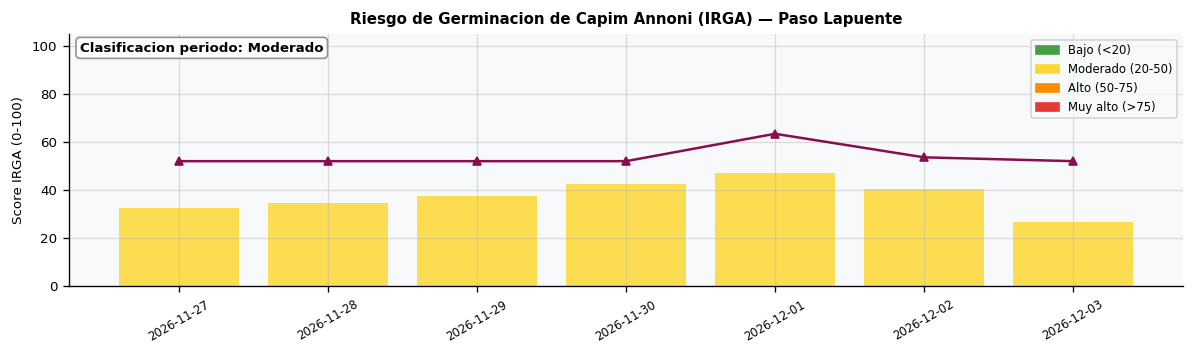 Riesgo de Germinacion de Capim Annoni (IRGA) — Paso Lapuente
Clasificacion periodo: Moderado
Bajo (<20)
Moderado (20-50)
Alto (50-75)
Muy alto (>75)
Score IRGA (0-100)
100
80
60
40
20
0
2026-11-27
2026-11-28
2026-11-29
2026-11-30
2026-12-01
2026-12-02
2026-12-03